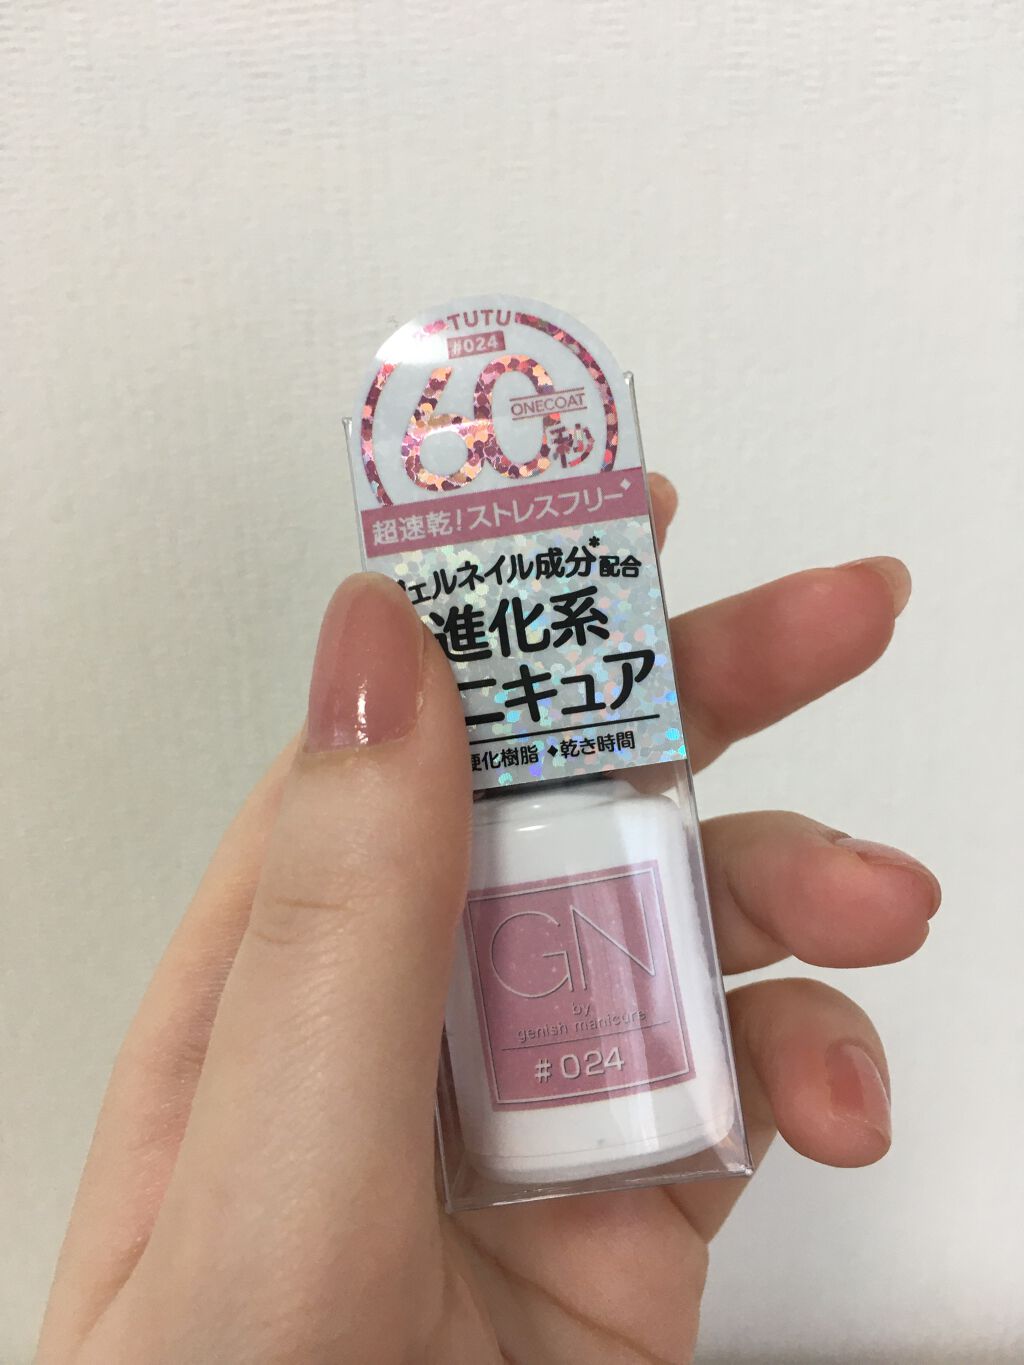 TUTU
#024
60
ONECOAT
秒
超速乾!ストレスフリー◆
ェルネイル成分*配合
進化系
ニキュア
硬化樹脂 ◆乾き時間
GN
by
genish manicure
#024